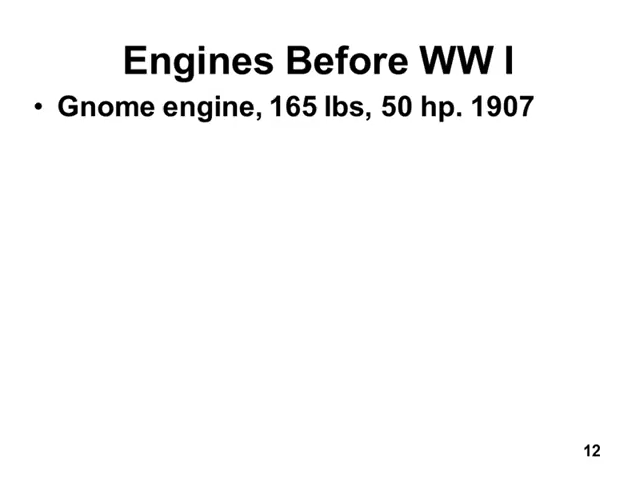 Engines Before WW I
• Gnome engine, 165 lbs, 50 hp. 1907
12